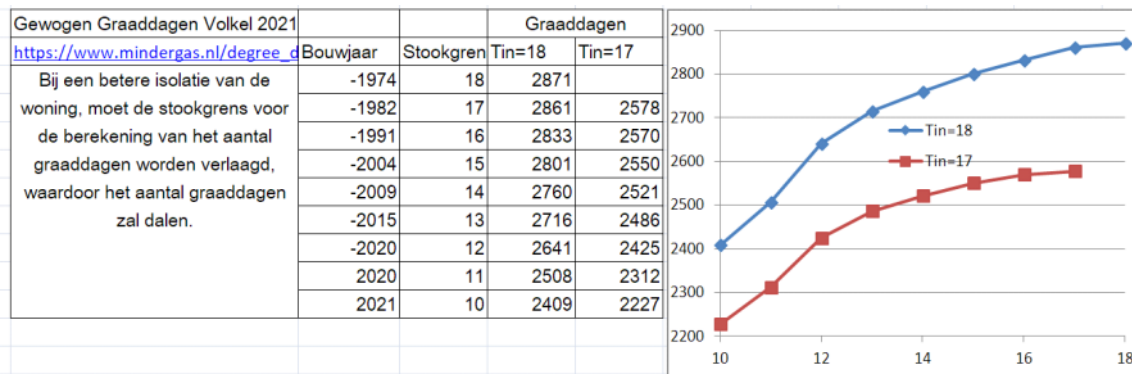 Gewogen Graaddagen Volkel 2021 Graaddagen
https://www.mindergas.nl/degree_d Bouwjaar Stookgren Tin=18 Tin=17
Bij een betere isolatie van de
woning, moet de stookgrens voor
de berekening van het aantal
graaddagen worden verlaagd,
waardoor het aantal graaddagen
zal dalen.
-1974 18 2871
-1982 17 2861 2578
-1991 16 2833 2570
-2004 15 2801 2550
-2009 14 2760 2521
-2015 13 2716 2486
-2020 12 2641 2425
2020 11 2508 2312
2021 10 2409 2227
2900
2800
2700
2600
2500
2400
2300
2200
Tin=18
Tin=17
10 12 14 16 18